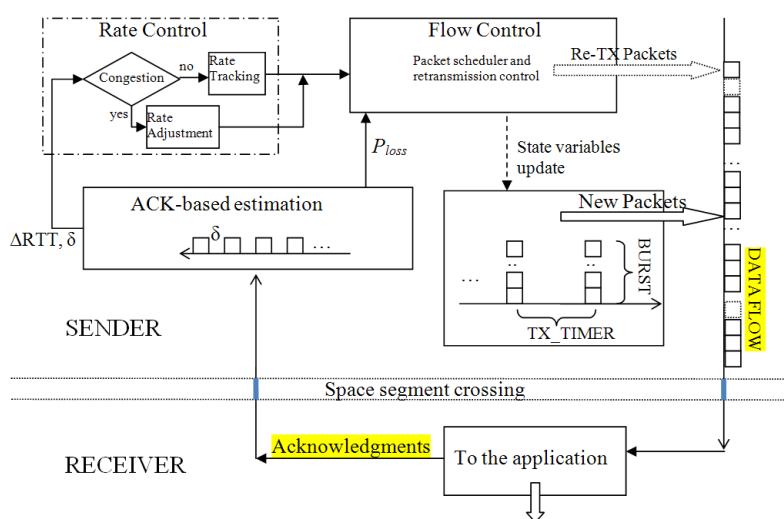 Rate Control
Congestion
no
Rate
Tracking
yes
Rate
Adjustment
Flow Control
Packet scheduler and
retransmission control
Re-TX Packets
P_loss
State variables
update
ΔRTT, δ
ACK-based estimation
δ
...
New Packets
...
..
..
BURST
TX_TIMER
...
...
DATA FLOW
SENDER
Space segment crossing
RECEIVER
Acknowledgments
To the application